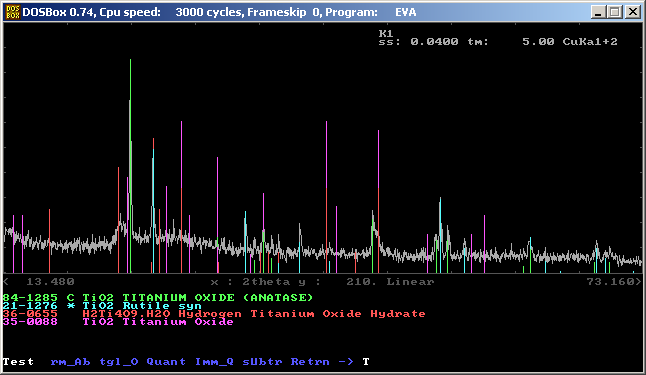 DOS
BOX
DOSBox 0.74, Cpu speed: 3000 cycles, Frameskip 0, Program: EVA
K1
ss: 0.0400 tm: 5.00 CuKa1+2
< 13.480 x : 2theta y : 210. Linear 73.160>
84-1285 C TiO2 TITANIUM OXIDE (ANATASE)
21-1276 * TiO2 Rutile syn
36-0655 H2Ti4O9.H2O Hydrogen Titanium Oxide Hydrate
35-0088 TiO2 Titanium Oxide
Test rm_Ab tgl_O Quant Imm_Q sUbtr Retrn -> T